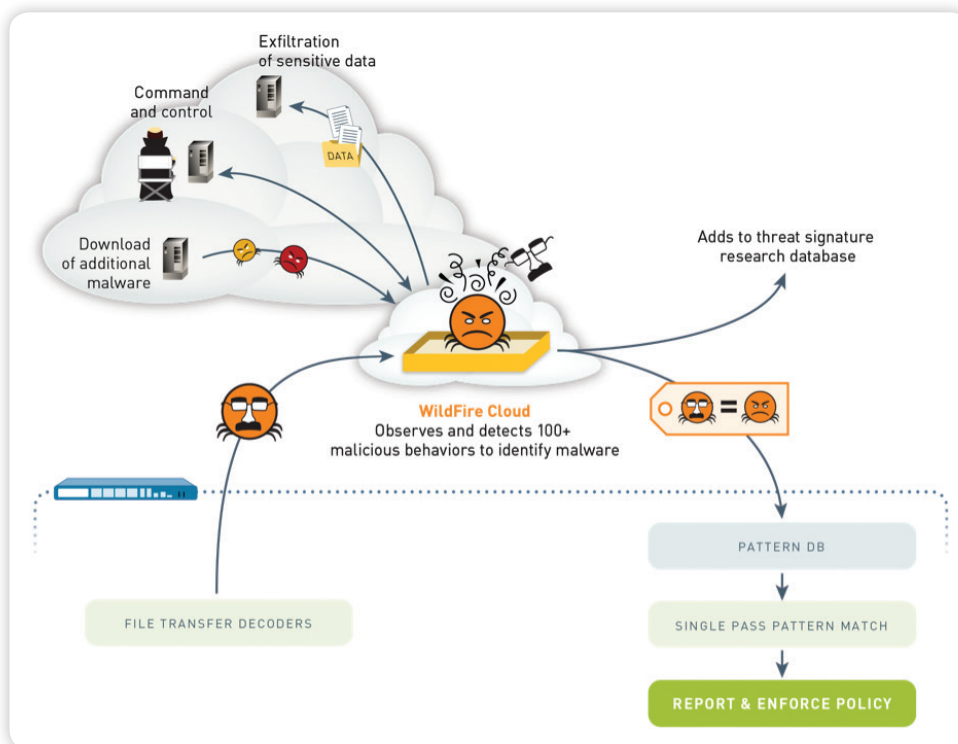 Exfiltration
of sensitive data
Command
and control
DATA
Download
of additional
malware
Adds to threat signature
research database
WildFire Cloud
Observes and detects 100+
malicious behaviors to identify malware
=
PATTERN DB
FILE TRANSFER DECODERS
SINGLE PASS PATTERN MATCH
REPORT & ENFORCE POLICY